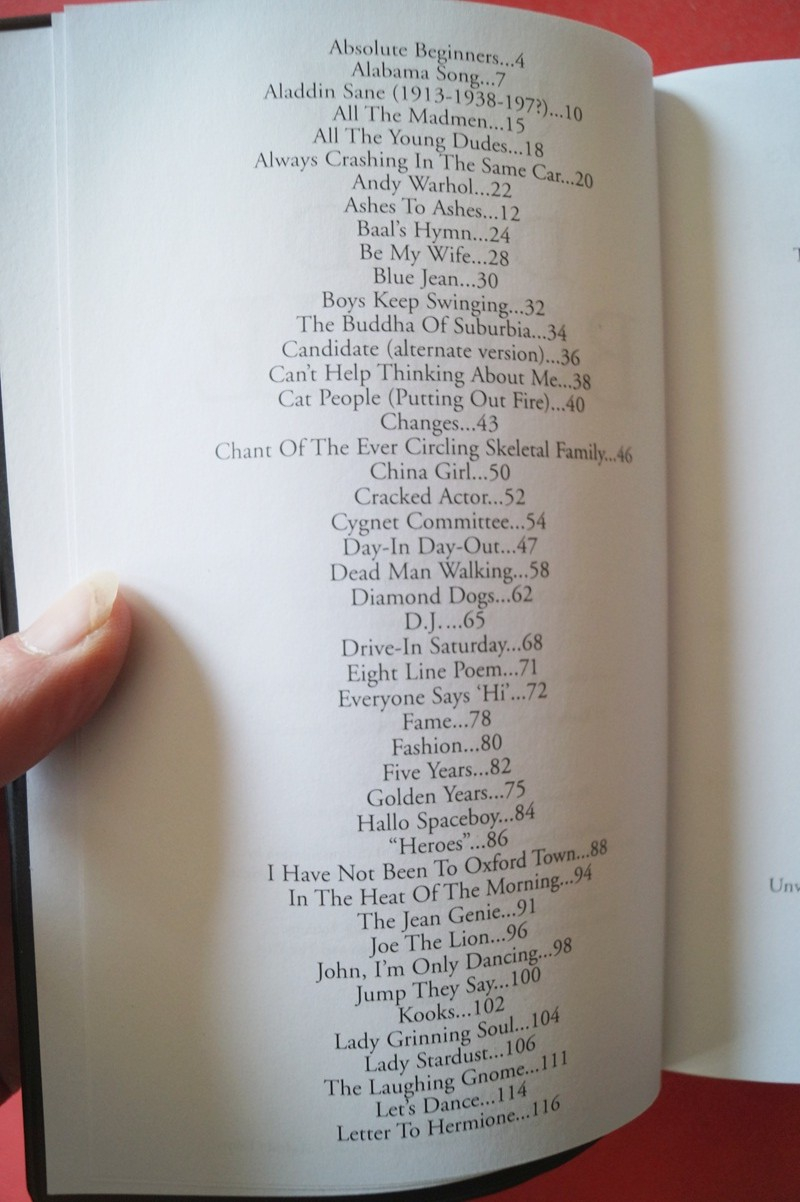 Absolute Beginners...4
Alabama Song...7
Aladdin Sane (1913-1938-197?)...10
All The Madmen...15
All The Young Dudes...18
Always Crashing In The Same Car...20
Andy Warhol...22
Ashes To Ashes...12
Baal's Hymn...24
Be My Wife...28
Blue Jean...30
Boys Keep Swinging...32
The Buddha Of Suburbia...34
Candidate (alternate version)...36
Can't Help Thinking About Me...38
Cat People (Putting Out Fire)...40
Changes...43
Chant Of The Ever Circling Skeletal Family...46
China Girl...50
Cracked Actor...52
Cygnet Committee...54
Day-In Day-Out...47
Dead Man Walking...58
Diamond Dogs...62
D.J....65
Drive-In Saturday...68
Eight Line Poem...71
Everyone Says ‘Hi’...72
Fame...78
Fashion...80
Five Years...82
Golden Years...75
Hallo Spaceboy...84
“Heroes”...86
I Have Not Been To Oxford Town...88
In The Heat Of The Morning...94
The Jean Genie...91
Joe The Lion...96
John, I'm Only Dancing...98
Jump They Say...100
Kooks...102
Lady Grinning Soul...104
Lady Stardust...106
The Laughing Gnome...111
Let's Dance...114
Letter To Hermione...116